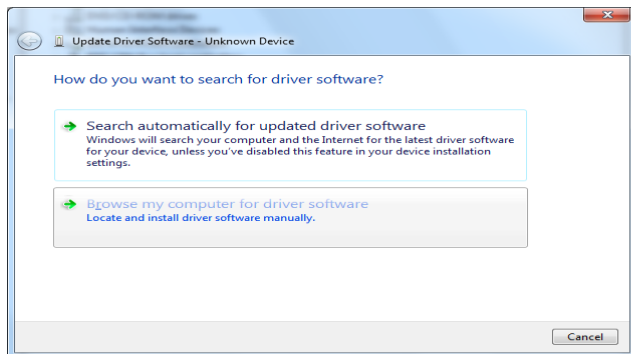 Update Driver Software - Unknown Device
How do you want to search for driver software?
Search automatically for updated driver software
Windows will search your computer and the Internet for the latest driver software
for your device, unless you've disabled this feature in your device installation
settings.
Browse my computer for driver software
Locate and install driver software manually.
Cancel